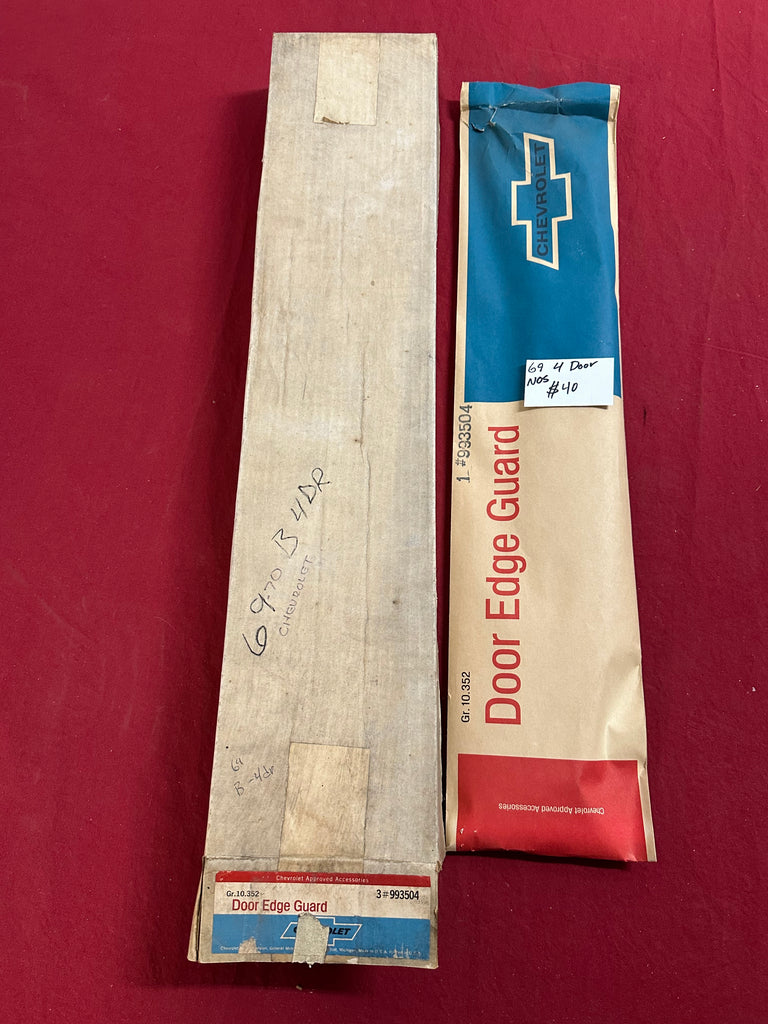 69-70 B 4DR
CHEVROLET
69
B-4dr
Chevrolet Approved Accessories
Gr.10.352
3#993504
Door Edge Guard
CHEVROLET
69 4 Door
NOS
$40
1 #993504
Door Edge Guard
Gr.10.352
Chevrolet Approved Accessories